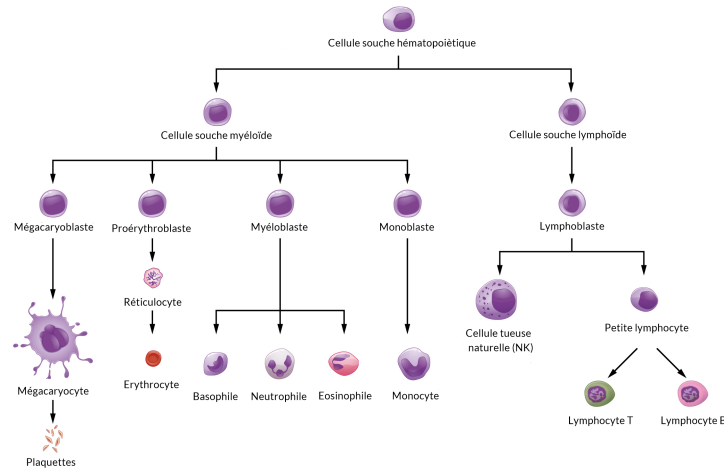 Cellule souche hématopoïètique
Cellule souche myéloïde
Cellule souche lymphoïde
Mégacaryoblaste
Proérythroblaste
Myéloblaste
Monoblaste
Lymphoblaste
Réticulocyte
Cellule tueuse
naturelle (NK)
Petite lymphocyte
Mégacaryocyte
Erythrocyte
Basophile
Neutrophile
Eosinophile
Monocyte
Lymphocyte T
Lymphocyte B
Plaquettes